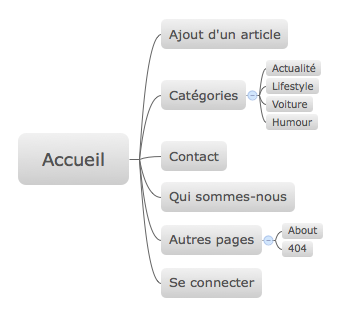 Accueil
Ajout d'un article
Catégories
Actualité
Lifestyle
Voiture
Humour
Contact
Qui sommes-nous
Autres pages
About
404
Se connecter